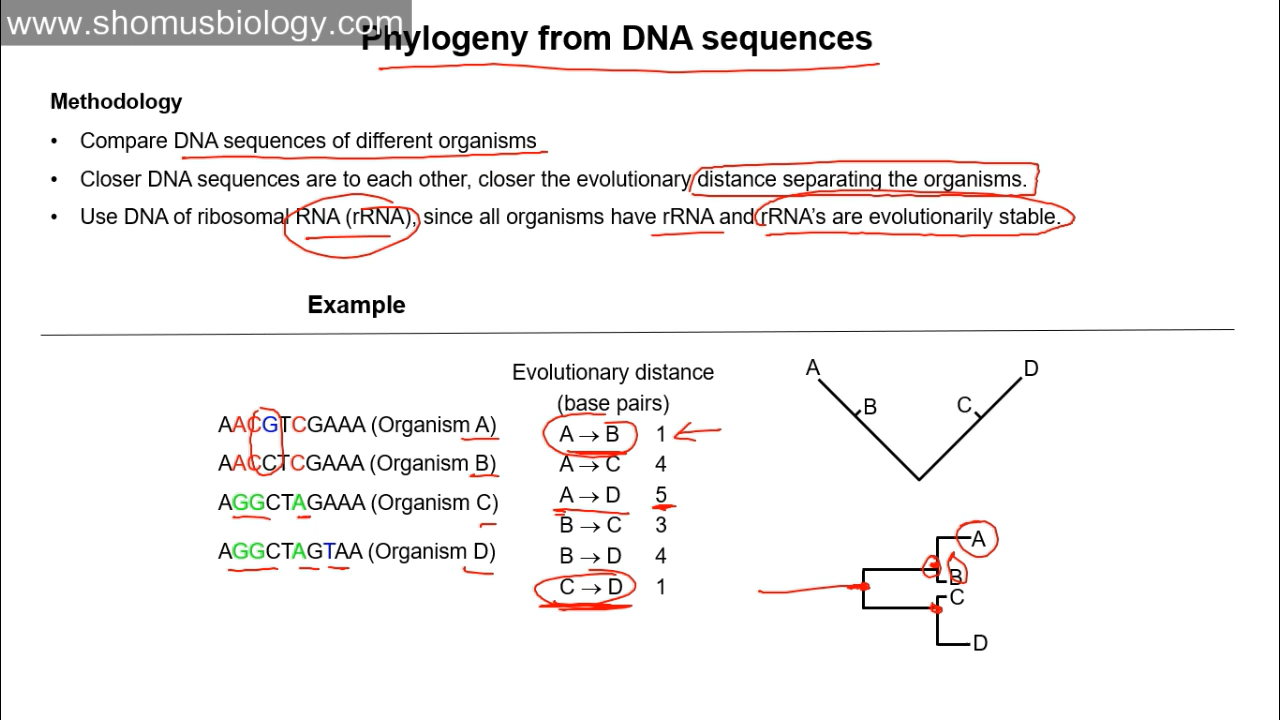 www.shomusbiology.com
Phylogeny from DNA sequences
Methodology
• Compare DNA sequences of different organisms
• Closer DNA sequences are to each other, closer the evolutionary distance separating the organisms.
• Use DNA of ribosomal RNA (rRNA), since all organisms have rRNA and rRNA's are evolutionarily stable.
Example
AACGTCGAAA (Organism A)
AACCTCGAAA (Organism B)
AGGCTAGAAA (Organism C)
AGGCTAGTAA (Organism D)
Evolutionary distance
(base pairs)
A → B 1
A → C 4
A → D 5
B → C 3
B → D 4
C → D 1
A D
B C
A
B
C
D